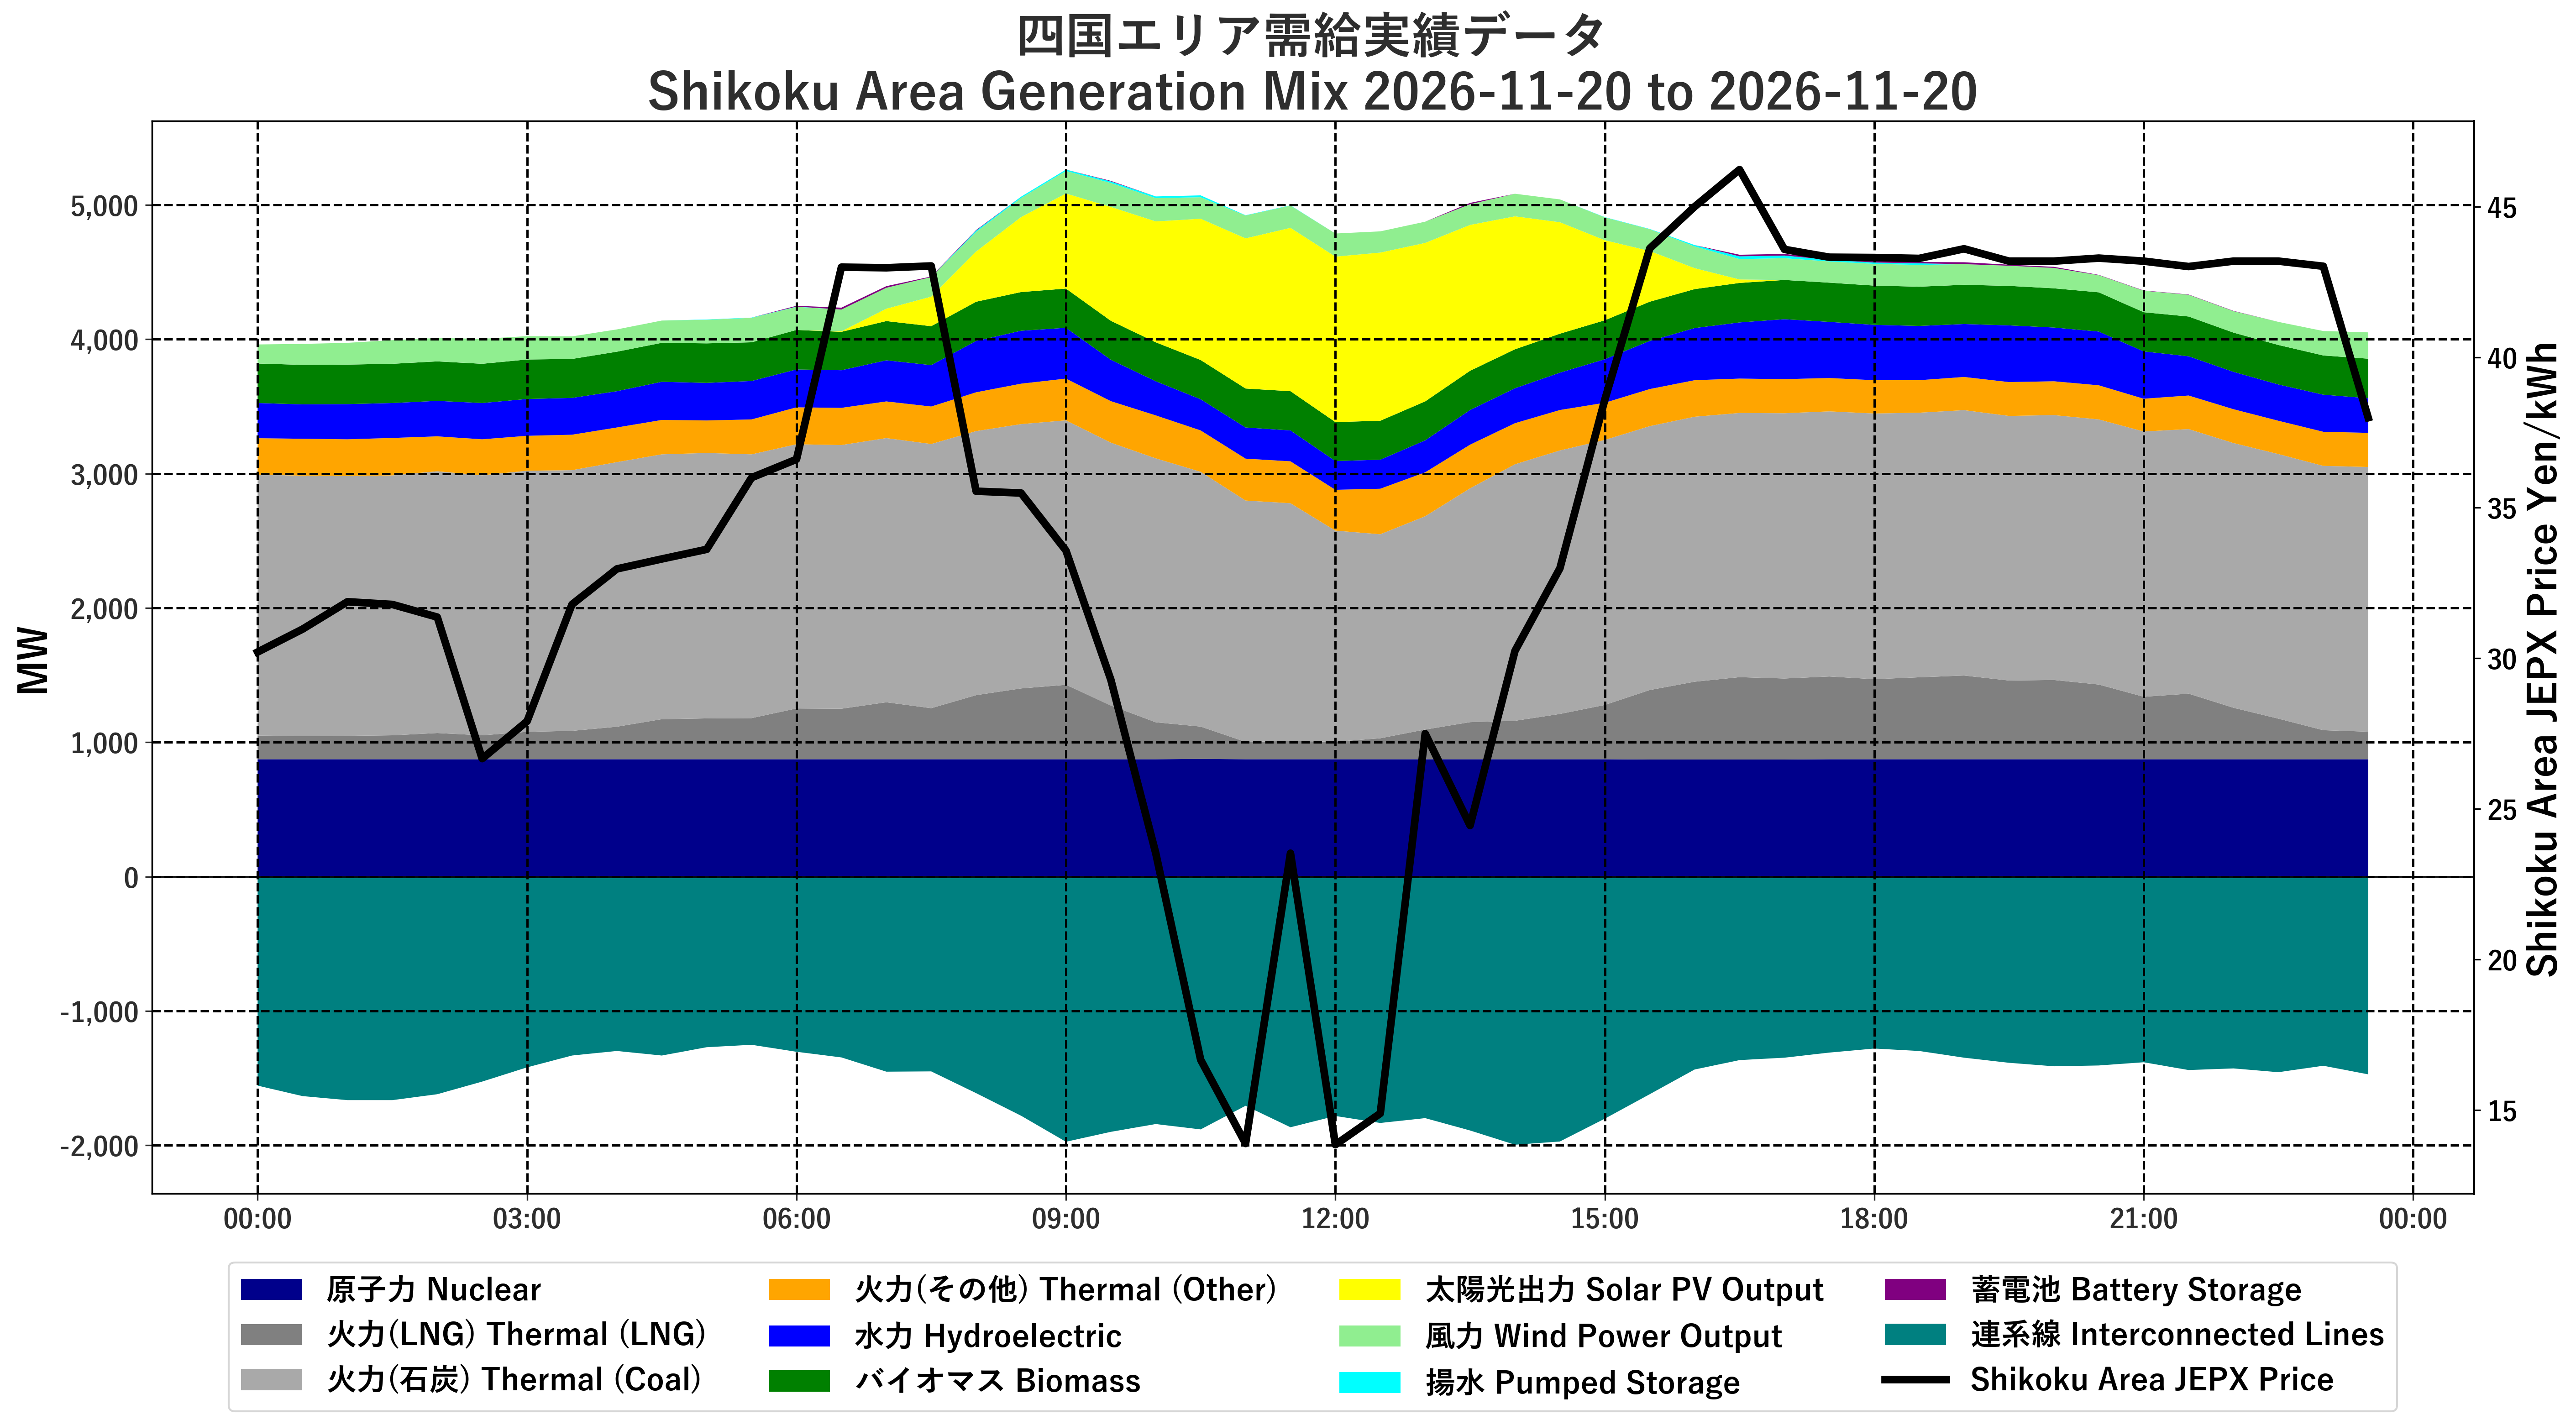 四国エリア需給実績データ
Shikoku Area Generation Mix 2026-11-20 to 2026-11-20
MW
5,000
4,000
3,000
2,000
1,000
0
-1,000
-2,000
45
40
35
30
25
20
15
Shikoku Area JEPX Price Yen/kWh
00:00 03:00 06:00 09:00 12:00 15:00 18:00 21:00 00:00
原子力 Nuclear
火力(LNG) Thermal (LNG)
火力(石炭) Thermal (Coal)
火力(その他) Thermal (Other)
水力 Hydroelectric
バイオマス Biomass
太陽光出力 Solar PV Output
風力 Wind Power Output
揚水 Pumped Storage
蓄電池 Battery Storage
連系線 Interconnected Lines
Shikoku Area JEPX Price